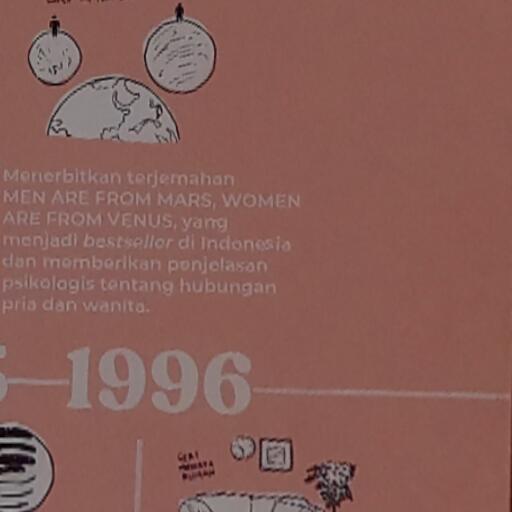 Menerbitkan terjemahan
MEN ARE FROM MARS, WOMEN
ARE FROM VENUS, yang
menjadi bestseller di Indonesia
dan memberikan penjelasan
psikologis tentang hubungan
pria dan wanita.
1996
SERI